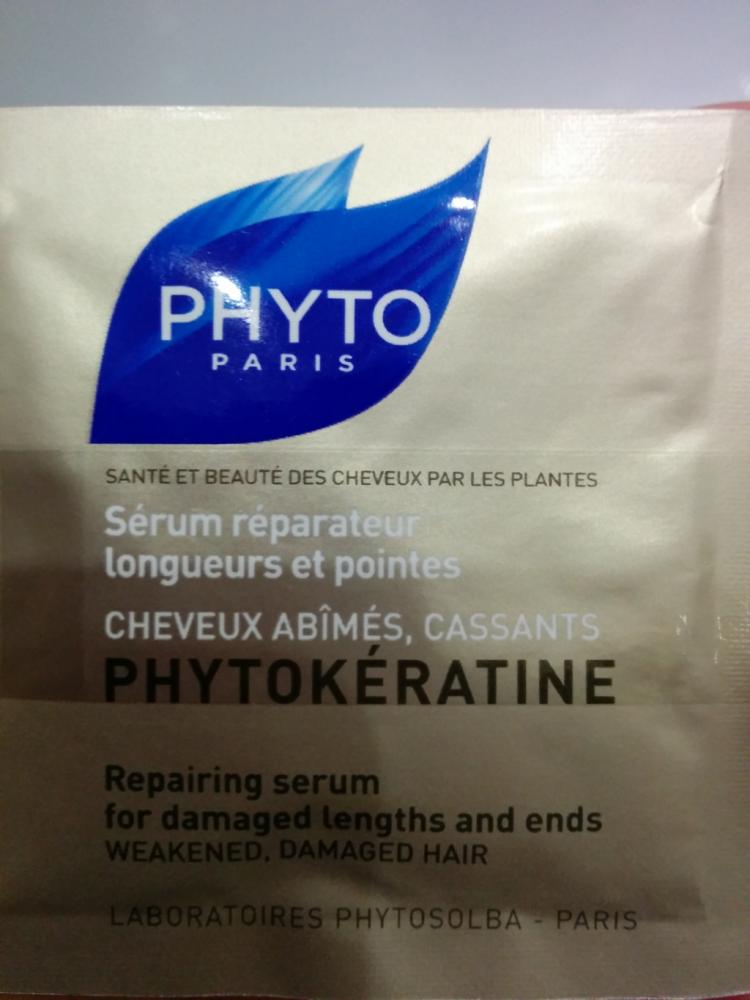 PHYTO
PARIS
SANTÉ ET BEAUTÉ DES CHEVEUX PAR LES PLANTES
Sérum réparateur
longueurs et pointes
CHEVEUX ABÎMÉS, CASSANTS
PHYTOKÉRATINE
Repairing serum
for damaged lengths and ends
WEAKENED, DAMAGED HAIR
LABORATOIRES PHYTOSOLBA - PARIS